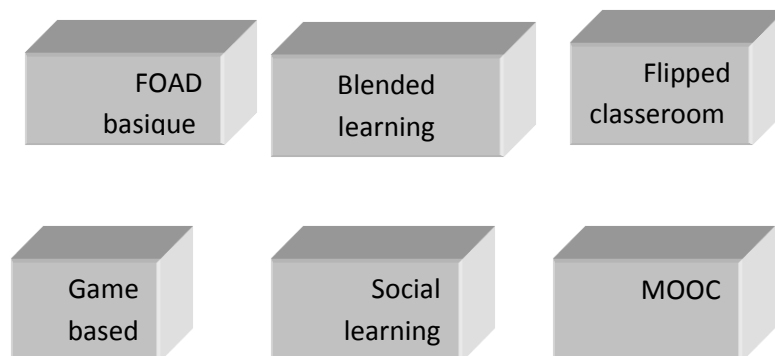 FOAD
basique
Blended
learning
Flipped
classeroom
Game
based
Social
learning
MOOC